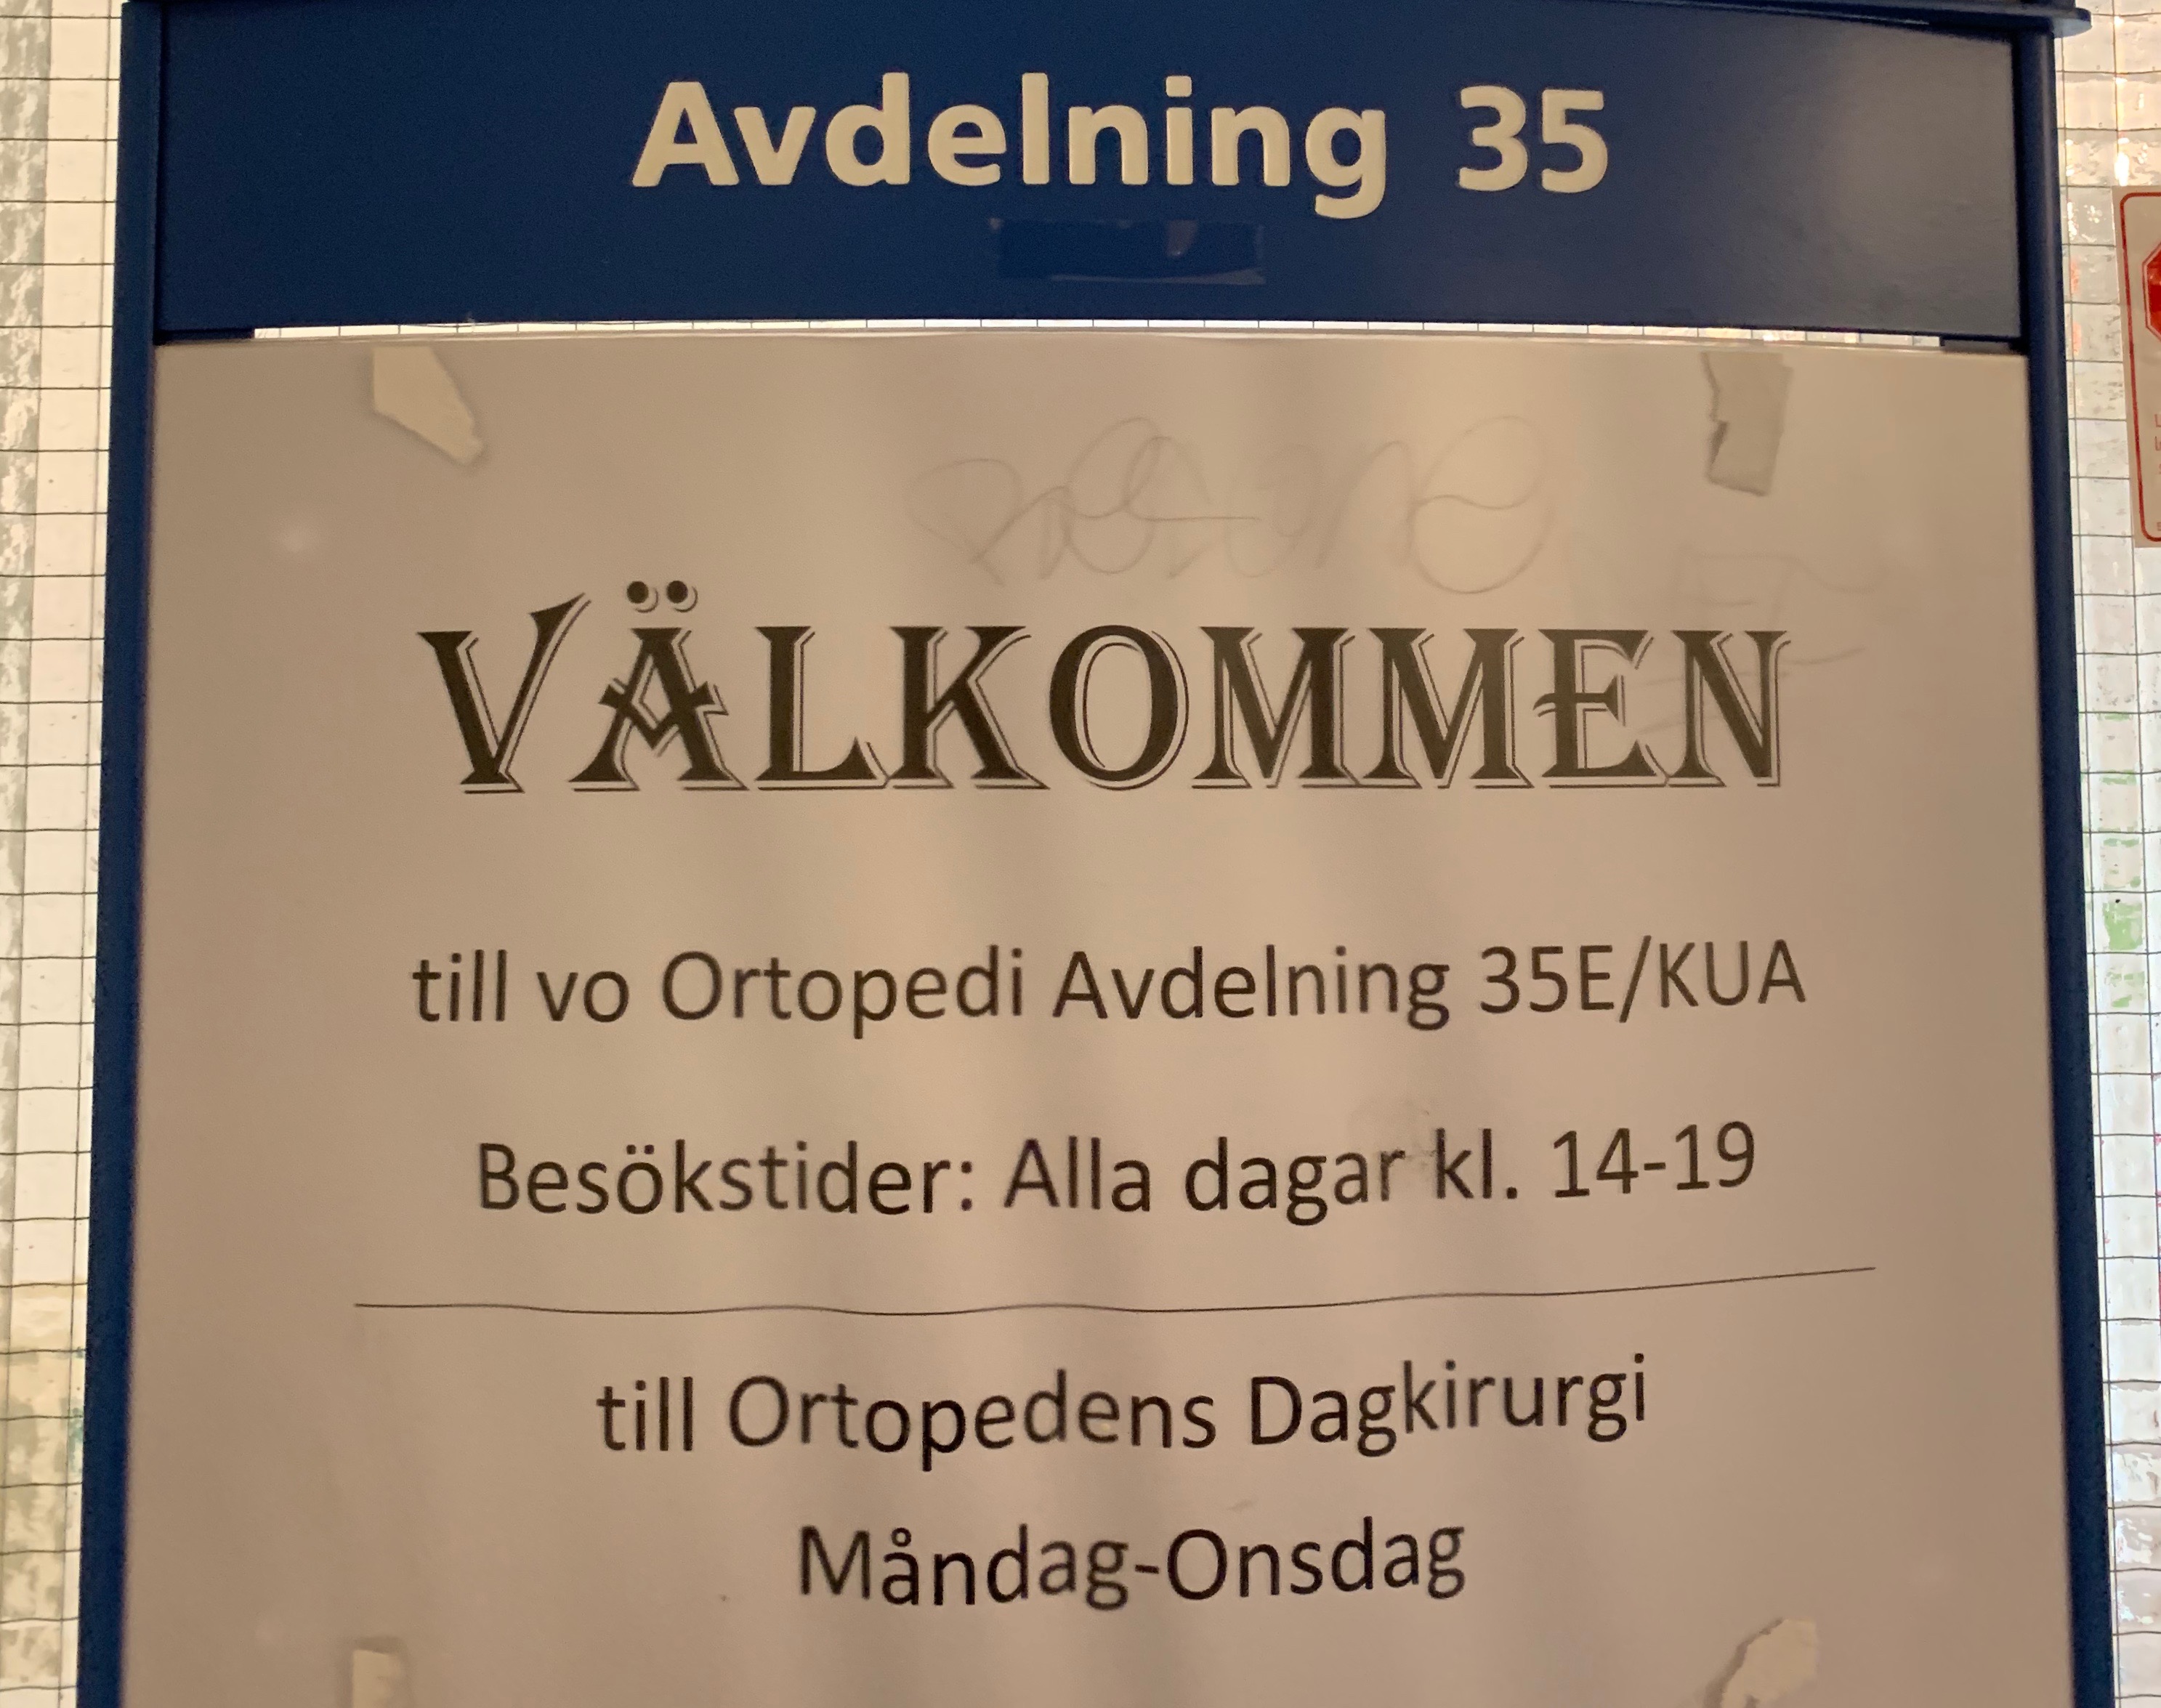 Avdelning 35
VÄLKOMMEN
till vo Ortopedi Avdelning 35E/KUA
Besökstider: Alla dagar kl. 14-19
till Ortopedens Dagkirurgi
Måndag-Onsdag